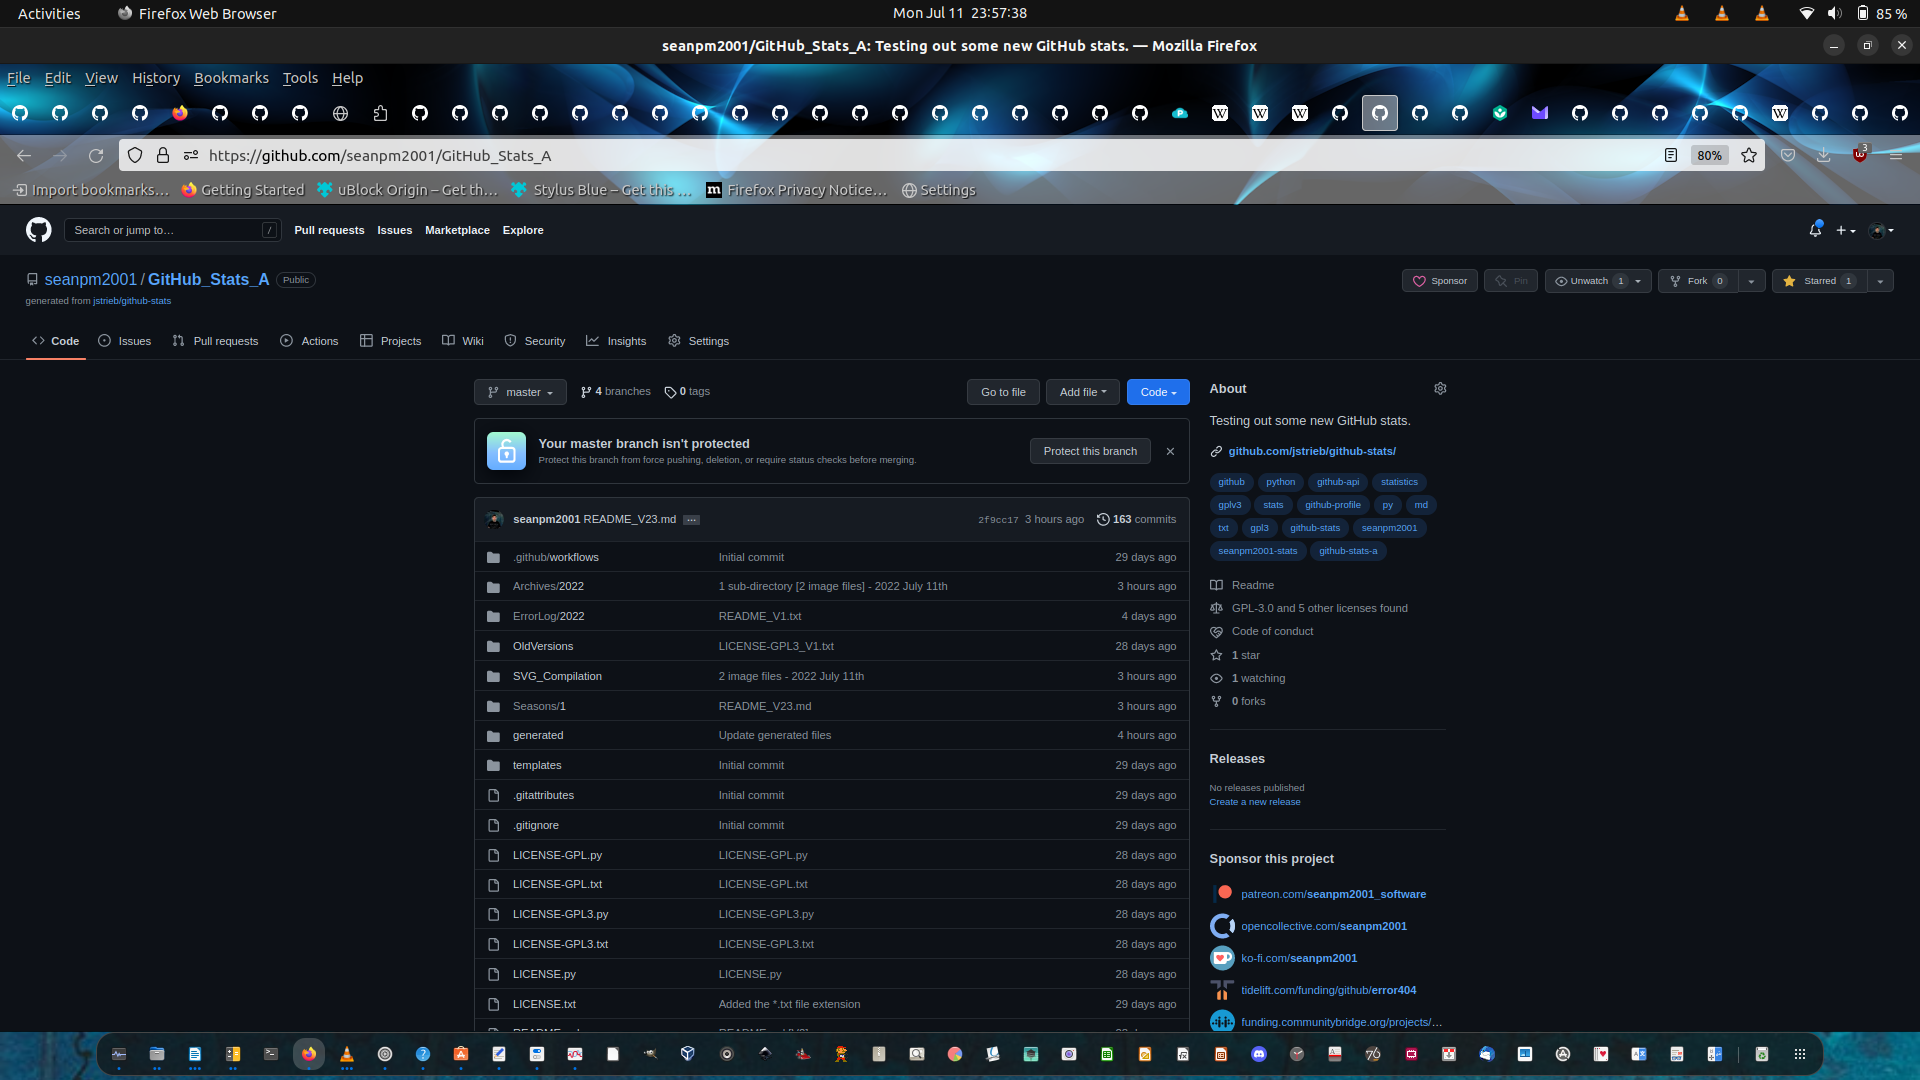 Activities
Firefox Web Browser
Mon Jul 11 23:57:38
85 %
seanpm2001/GitHub_Stats_A: Testing out some new GitHub stats. — Mozilla Firefox
File Edit View History Bookmarks Tools Help
https://github.com/seanpm2001/GitHub_Stats_A
80%
3
Import bookmarks… Getting Started uBlock Origin – Get th… Stylus Blue – Get this … Firefox Privacy Notice… Settings
Search or jump to… /
Pull requests Issues Marketplace Explore
seanpm2001 / GitHub_Stats_A Public
Sponsor Pin Unwatch 1 Fork 0 Starred 1
generated from jstrieb/github-stats
Code Issues Pull requests Actions Projects Wiki Security Insights Settings
master 4 branches 0 tags Go to file Add file Code
Your master branch isn't protected
Protect this branch from force pushing, deletion, or require status checks before merging.
Protect this branch
seanpm2001 README_V23.md … 2f9cc17 3 hours ago 163 commits
.github/workflows Initial commit 29 days ago
Archives/2022 1 sub-directory [2 image files] - 2022 July 11th 3 hours ago
ErrorLog/2022 README_V1.txt 4 days ago
OldVersions LICENSE-GPL3_V1.txt 28 days ago
SVG_Compilation 2 image files - 2022 July 11th 3 hours ago
Seasons/1 README_V23.md 3 hours ago
generated Update generated files 4 hours ago
templates Initial commit 29 days ago
.gitattributes Initial commit 29 days ago
.gitignore Initial commit 29 days ago
LICENSE-GPL.py LICENSE-GPL.py 28 days ago
LICENSE-GPL.txt LICENSE-GPL.txt 28 days ago
LICENSE-GPL3.py LICENSE-GPL3.py 28 days ago
LICENSE-GPL3.txt LICENSE-GPL3.txt 28 days ago
LICENSE.py LICENSE.py 28 days ago
LICENSE.txt Added the *.txt file extension 29 days ago
About
Testing out some new GitHub stats.
github.com/jstrieb/github-stats/
github python github-api statistics
gplv3 stats github-profile py md
txt gpl3 github-stats seanpm2001
seanpm2001-stats github-stats-a
Readme
GPL-3.0 and 5 other licenses found
Code of conduct
1 star
1 watching
0 forks
Releases
No releases published
Create a new release
Sponsor this project
patreon.com/seanpm2001_software
opencollective.com/seanpm2001
ko-fi.com/seanpm2001
tidelift.com/funding/github/error404
funding.communitybridge.org/projects/…